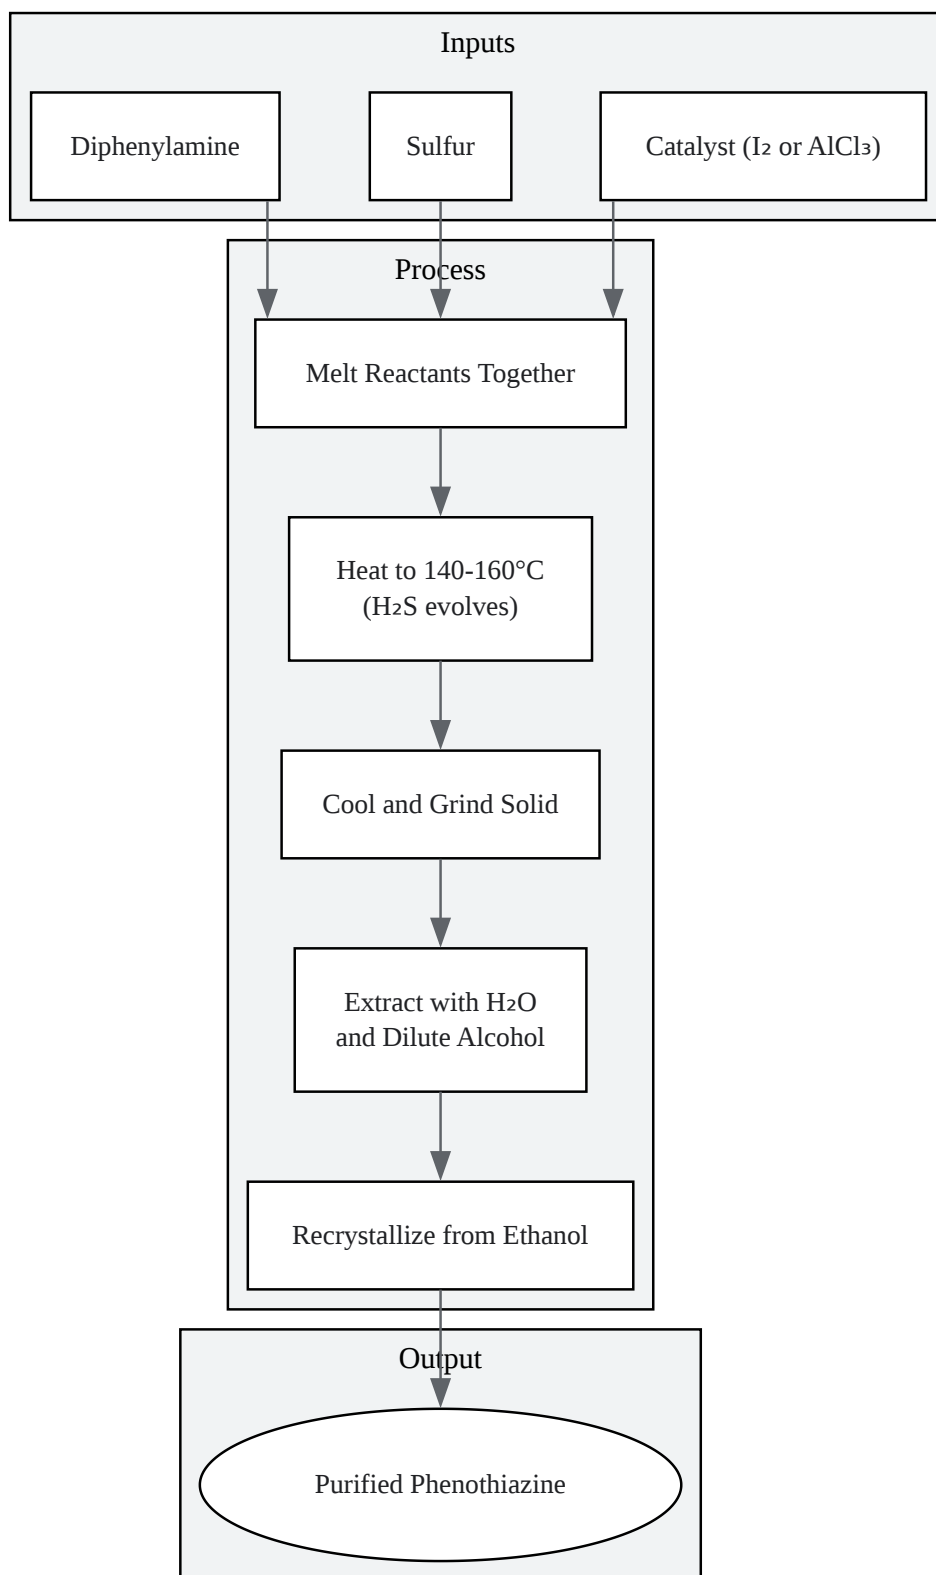 Inputs
Diphenylamine
Sulfur
Catalyst (I₂ or AlCl₃)
Process
Melt Reactants Together
Heat to 140-160°C
(H₂S evolves)
Cool and Grind Solid
Extract with H₂O
and Dilute Alcohol
Recrystallize from Ethanol
Output
Purified Phenothiazine